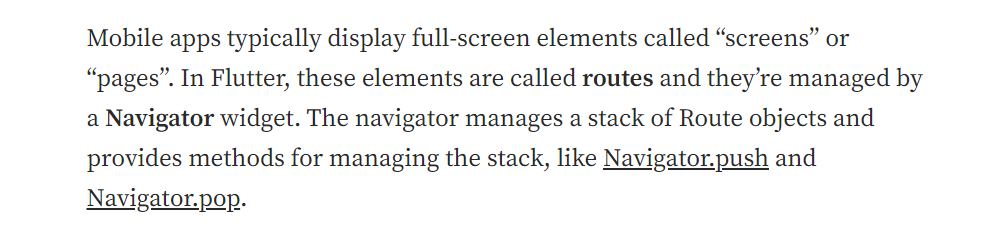 Mobile apps typically display full-screen elements called “screens” or
“pages”. In Flutter, these elements are called routes and they’re managed by
a Navigator widget. The navigator manages a stack of Route objects and
provides methods for managing the stack, like Navigator.push and
Navigator.pop.